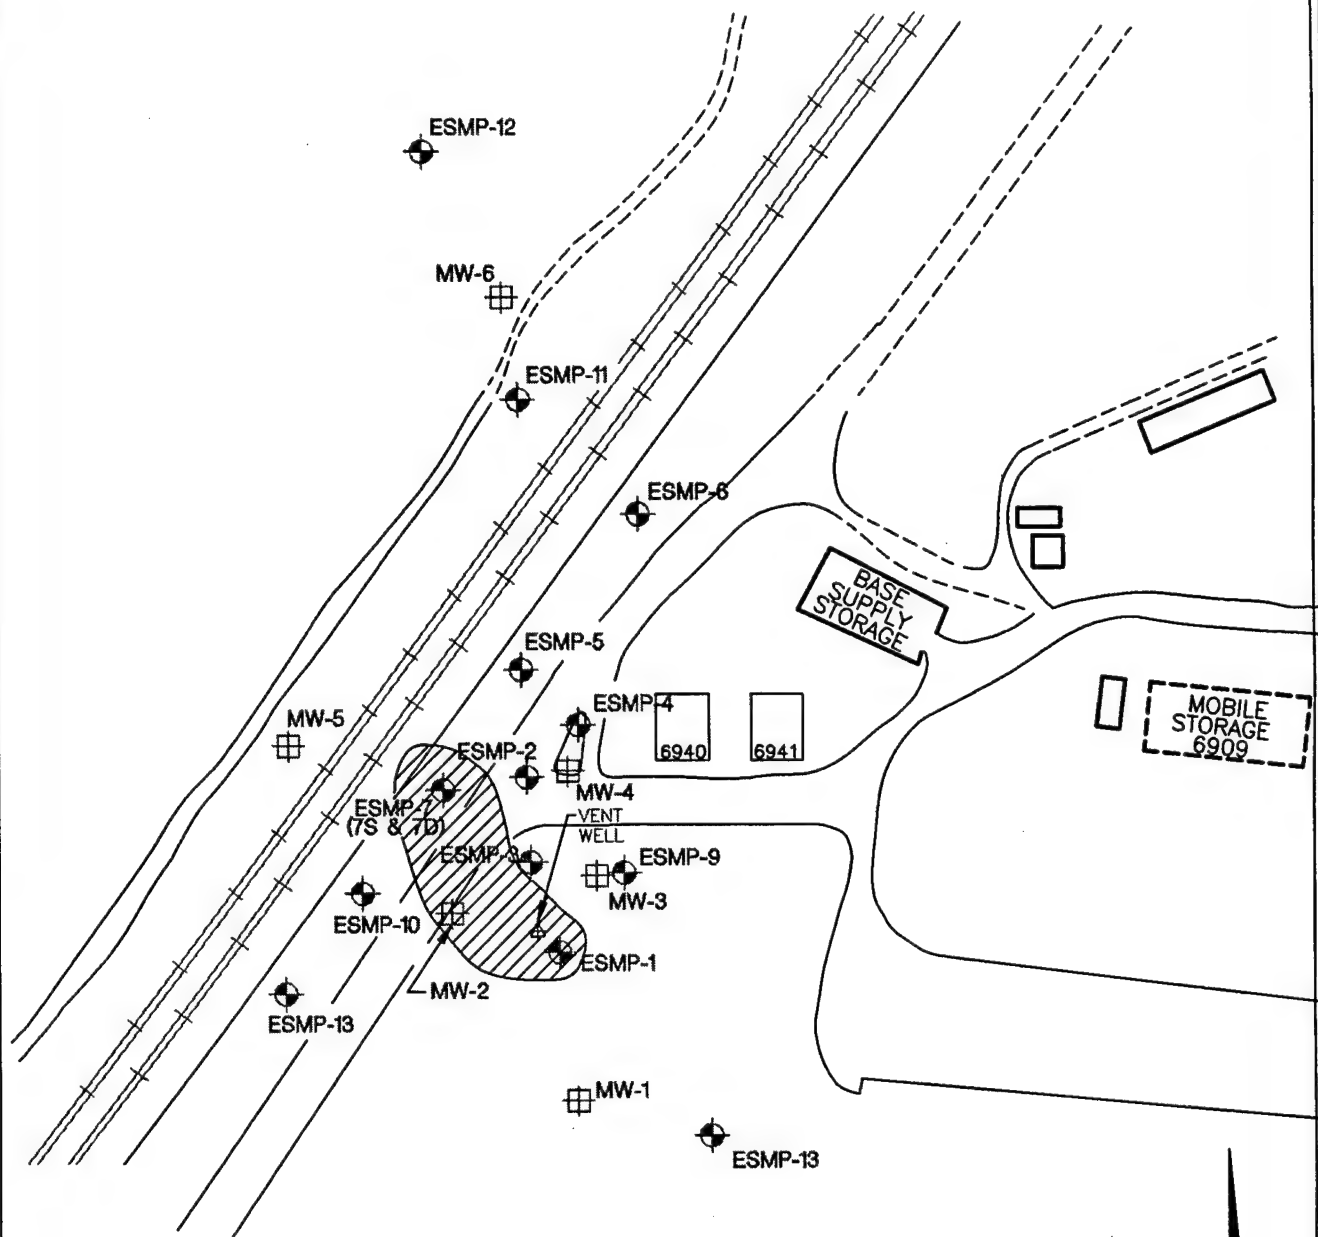 ESMP-12
MW-6
ESMP-11
ESMP-6
BASE
SUPPLY
STORAGE
ESMP-5
MW-5
ESMP-4
6940
6941
MOBILE
STORAGE
6909
ESMP-2
MW-4
ESMP-7
(7S & 7D)
VENT
WELL
ESMP-3
ESMP-9
MW-3
ESMP-10
ESMP-1
MW-2
ESMP-13
MW-1
ESMP-13